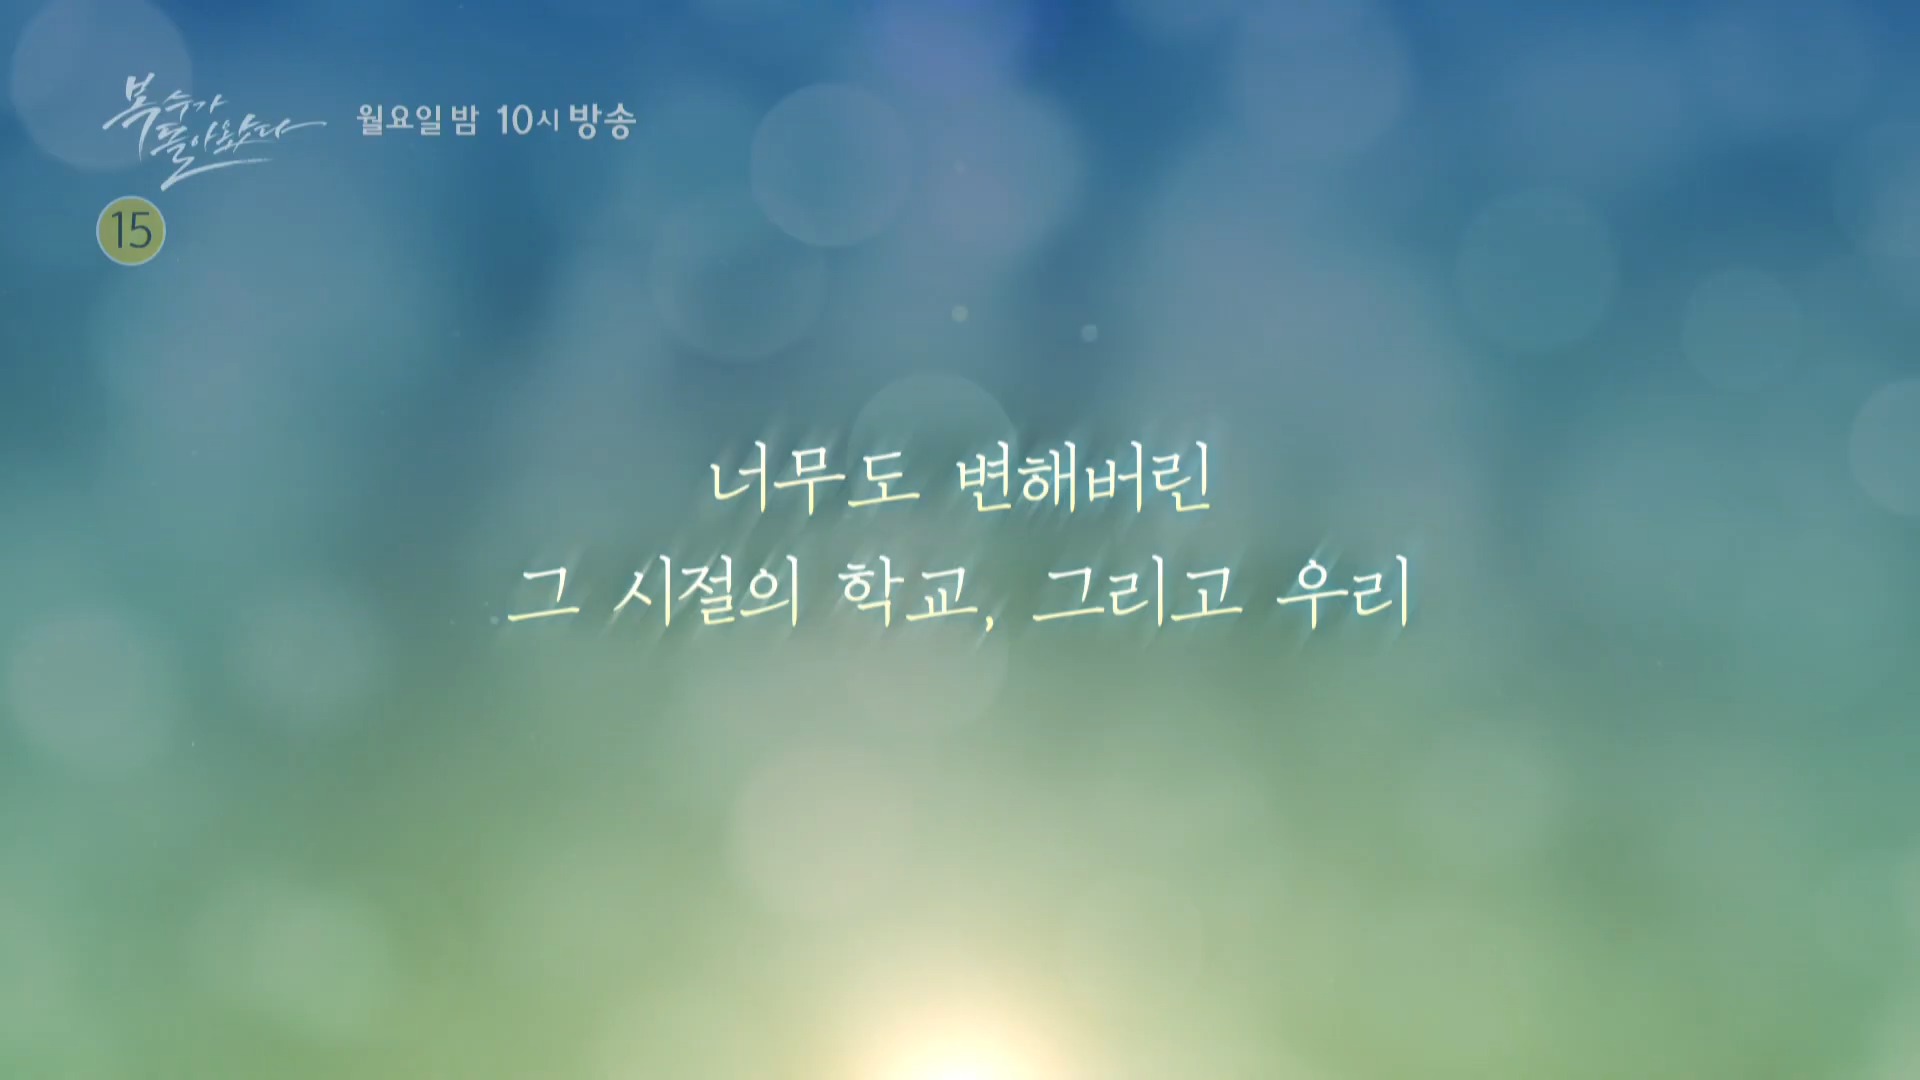 복수가
돌아왔다
월요일 밤 10시 방송
15
너무도 변해버린
그 시절의 학교, 그리고 우리